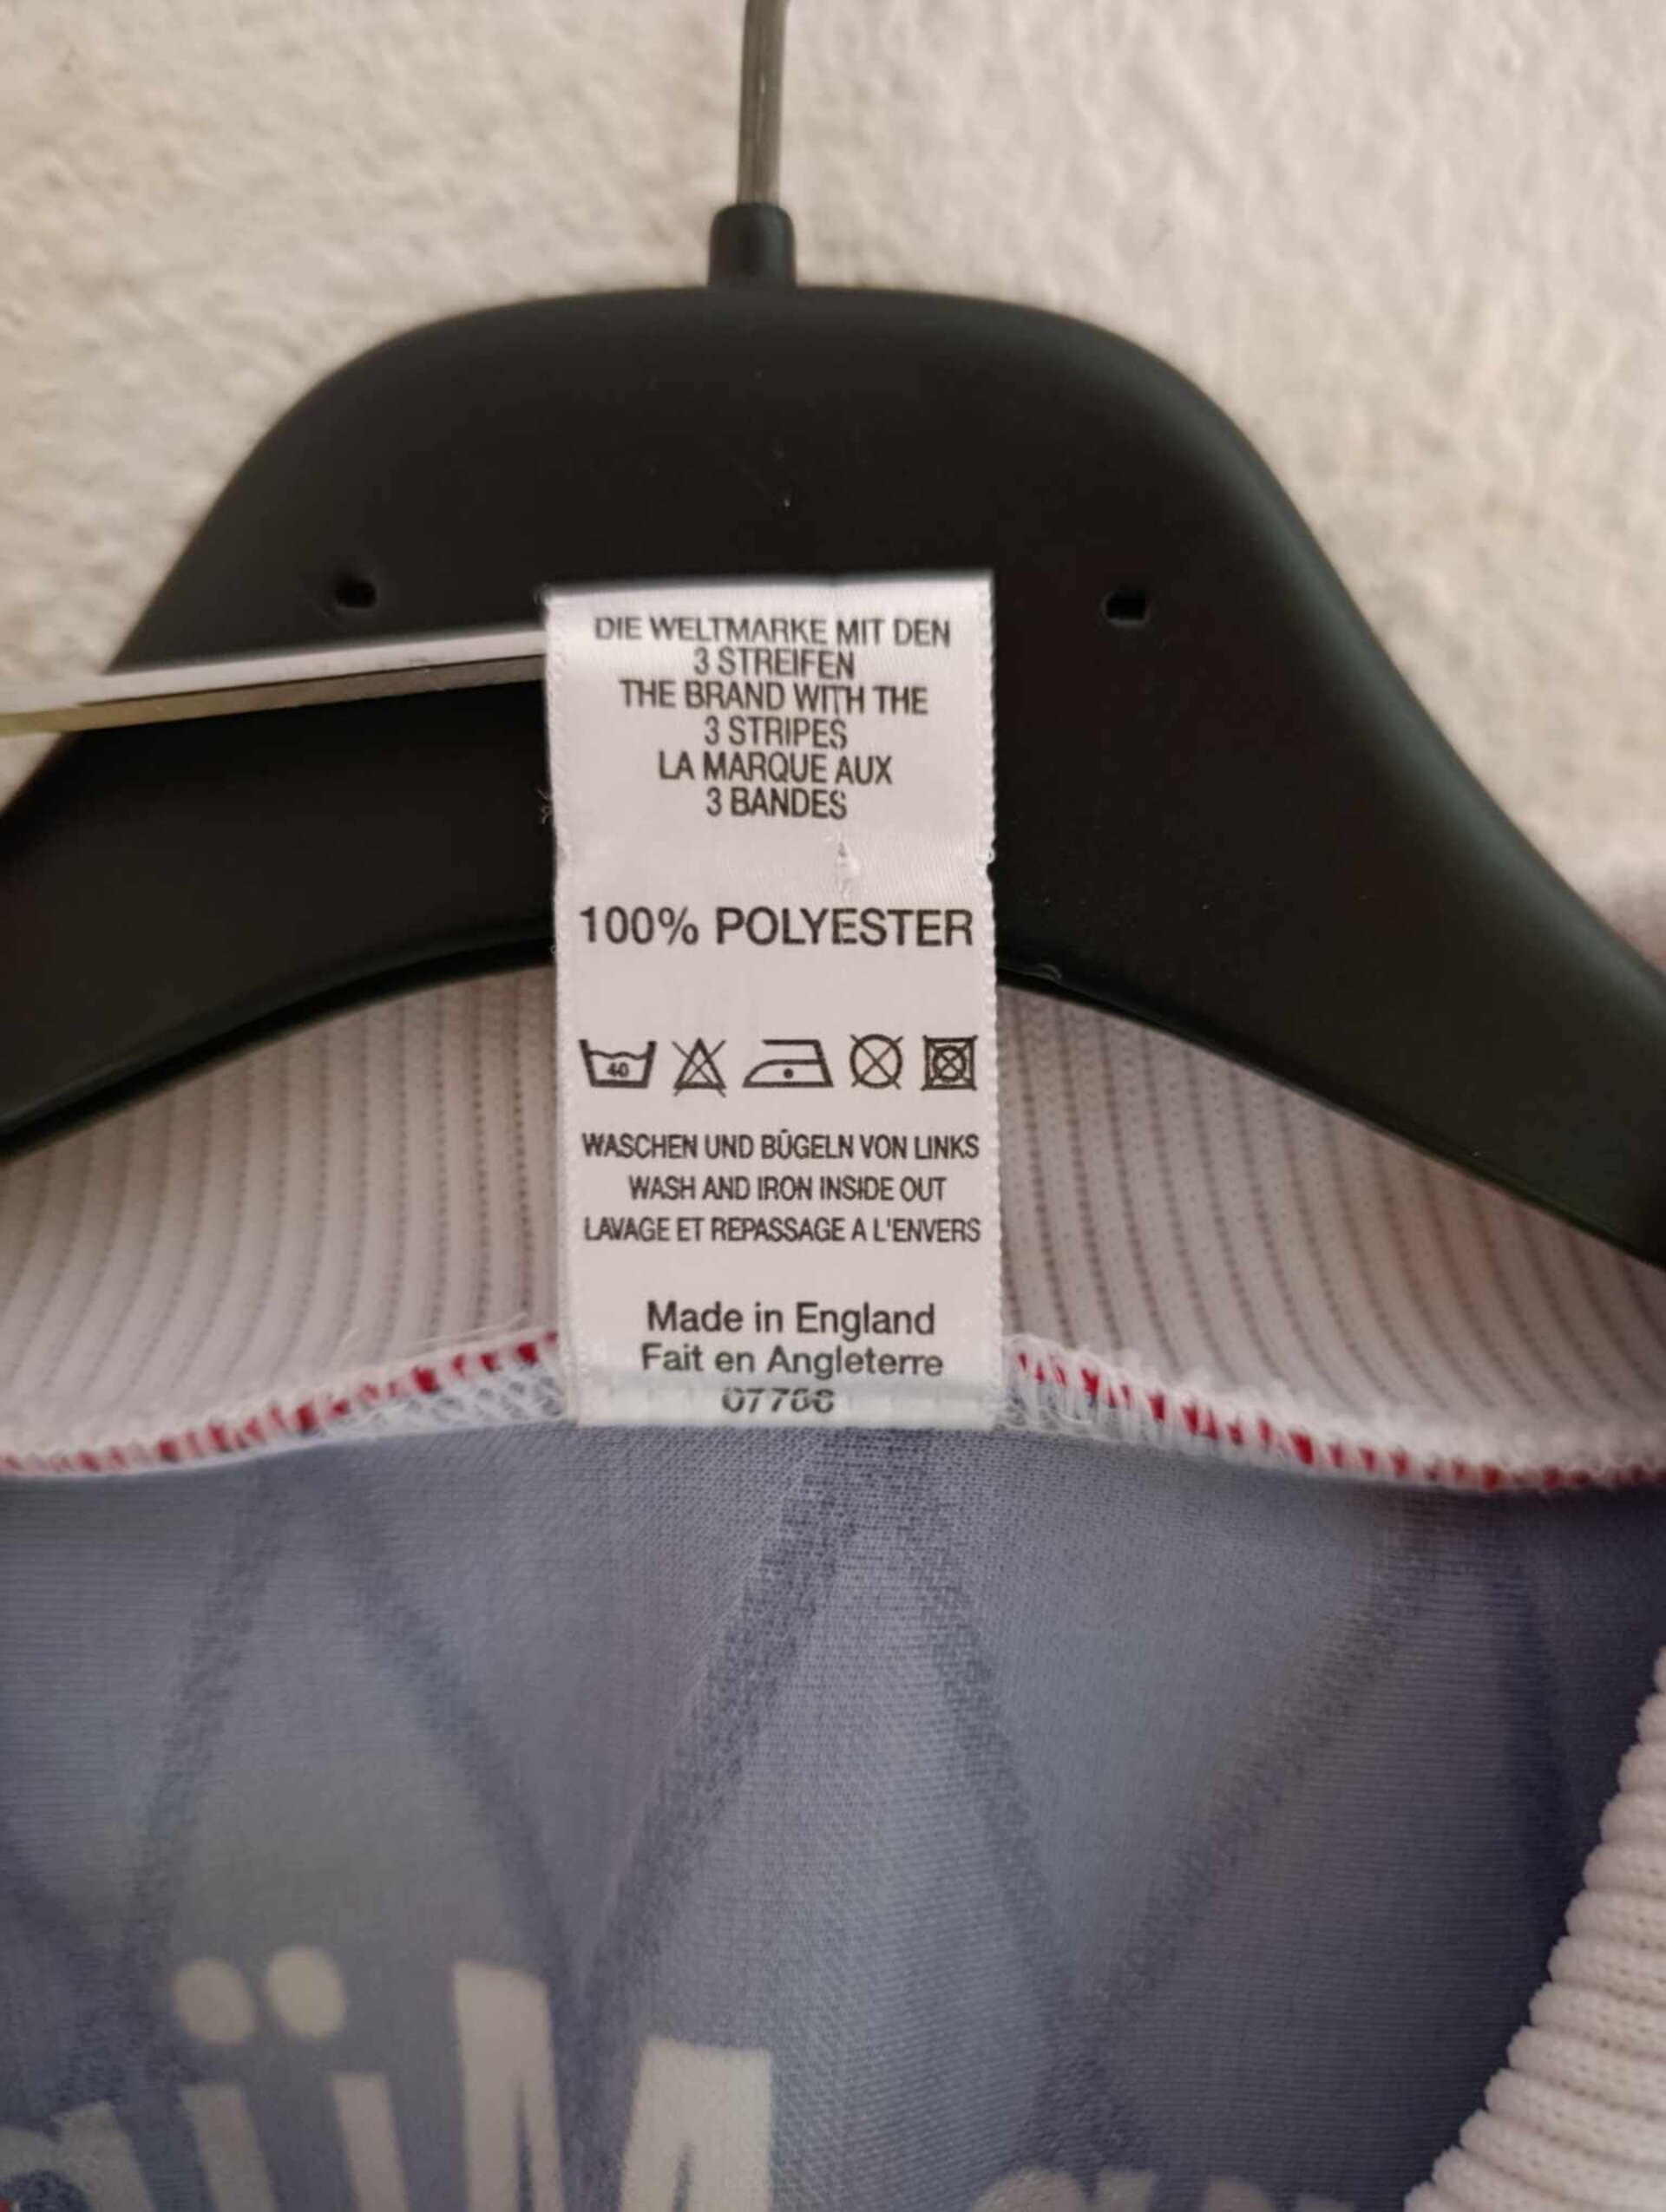 DIE WELTMARKE MIT DEN
3 STREIFEN
THE BRAND WITH THE
3 STRIPES
LA MARQUE AUX
3 BANDES
100% POLYESTER
40
WASCHEN UND BÜGELN VON LINKS
WASH AND IRON INSIDE OUT
LAVAGE ET REPASSAGE A L'ENVERS
Made in England
Fait en Angleterre